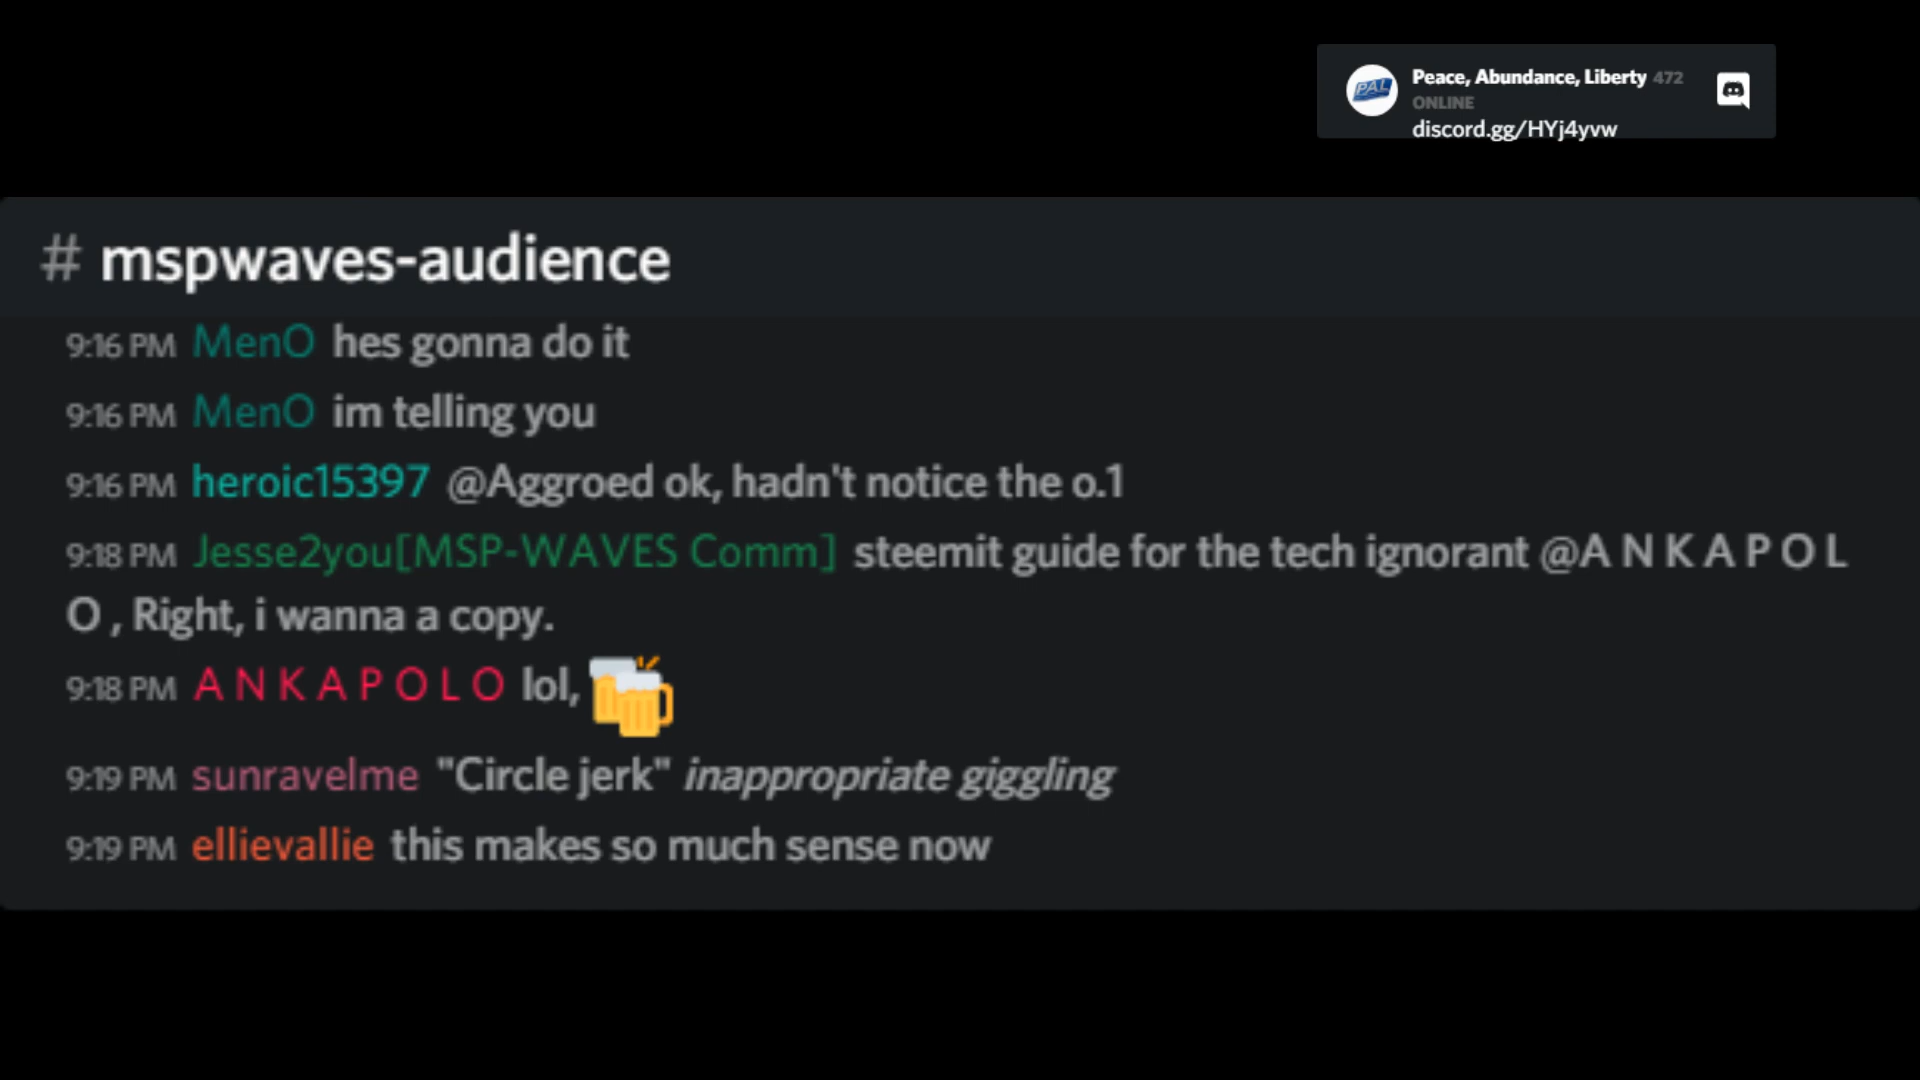 PAL Peace, Abundance, Liberty 472
ONLINE
discord.gg/HYj4yvw
# mspwaves-audience
9:16 PM MenO hes gonna do it
9:16 PM MenO im telling you
9:16 PM heroic15397 @Aggroed ok, hadn't notice the o.1
9:18 PM Jesse2you[MSP-WAVES Comm] steemit guide for the tech ignorant @A N K A P O L
O , Right, i wanna a copy.
9:18 PM A N K A P O L O lol, 🍻
9:19 PM sunravelme "Circle jerk" inappropriate giggling
9:19 PM ellievallie this makes so much sense now